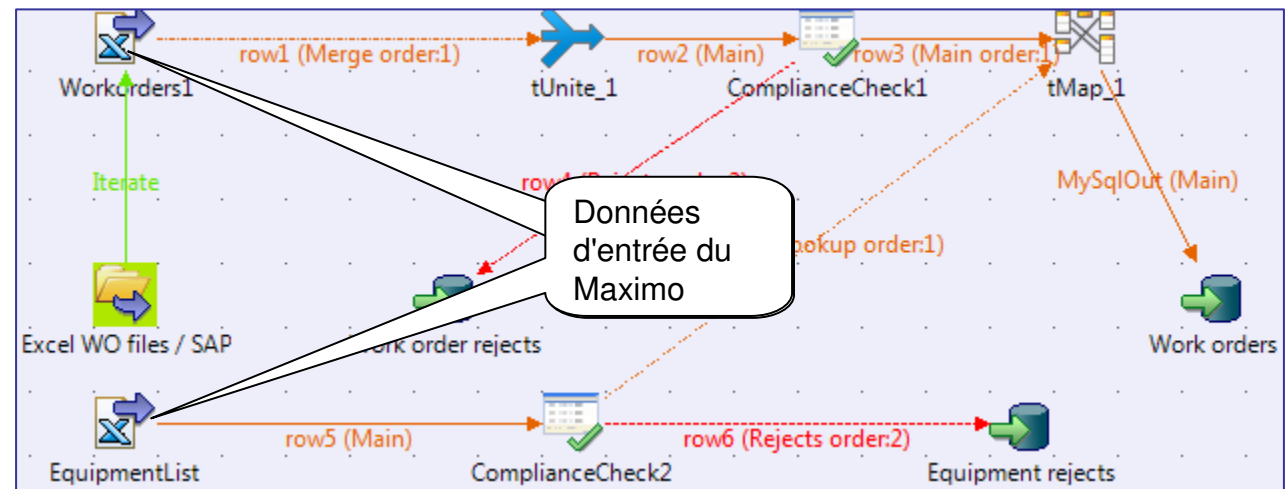 row1 (Merge order:1)
row2 (Main)
row3 (Main order:1)
Workorders1
tUnite_1
ComplianceCheck1
tMap_1
Iterate
MySqlOut (Main)
Données
d'entrée du
Maximo
order:1)
Excel WO files / SAP
order rejects
Work orders
row5 (Main)
row6 (Rejects order:2)
EquipmentList
ComplianceCheck2
Equipment rejects